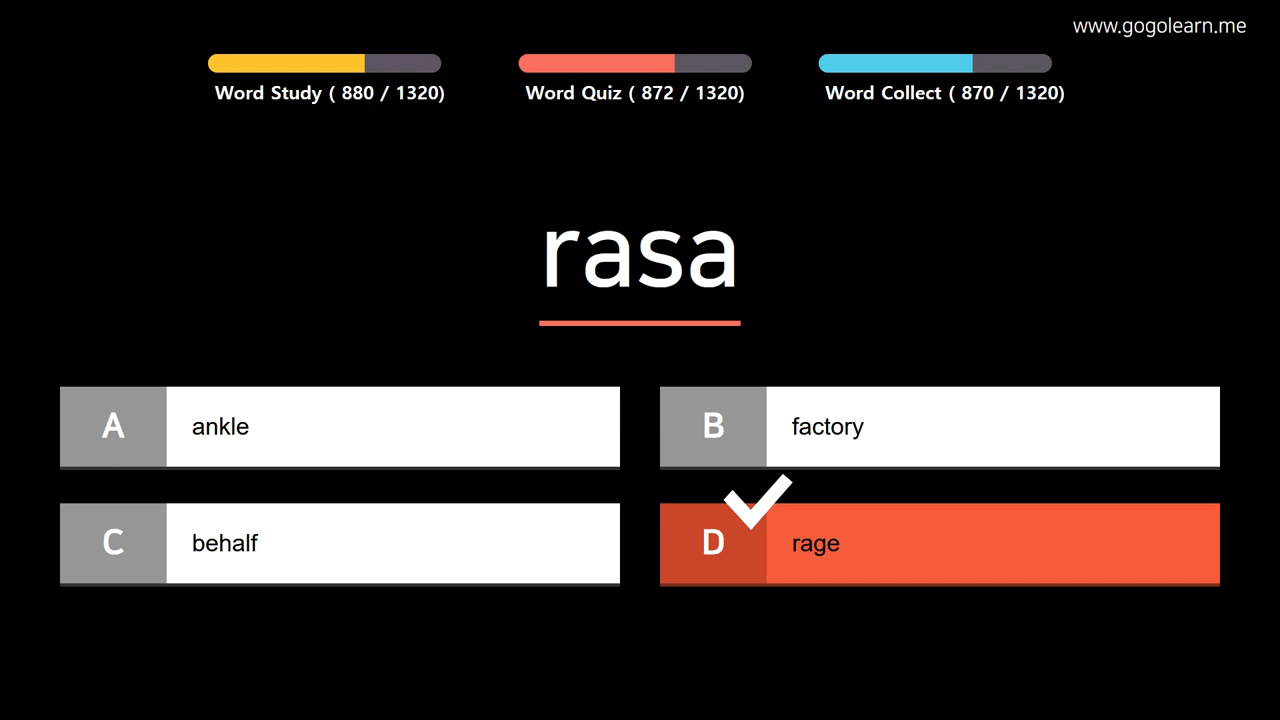 www.gogolearn.me
Word Study ( 880 / 1320)
Word Quiz ( 872 / 1320)
Word Collect ( 870 / 1320)
rasa
A ankle
B factory
C behalf
D rage